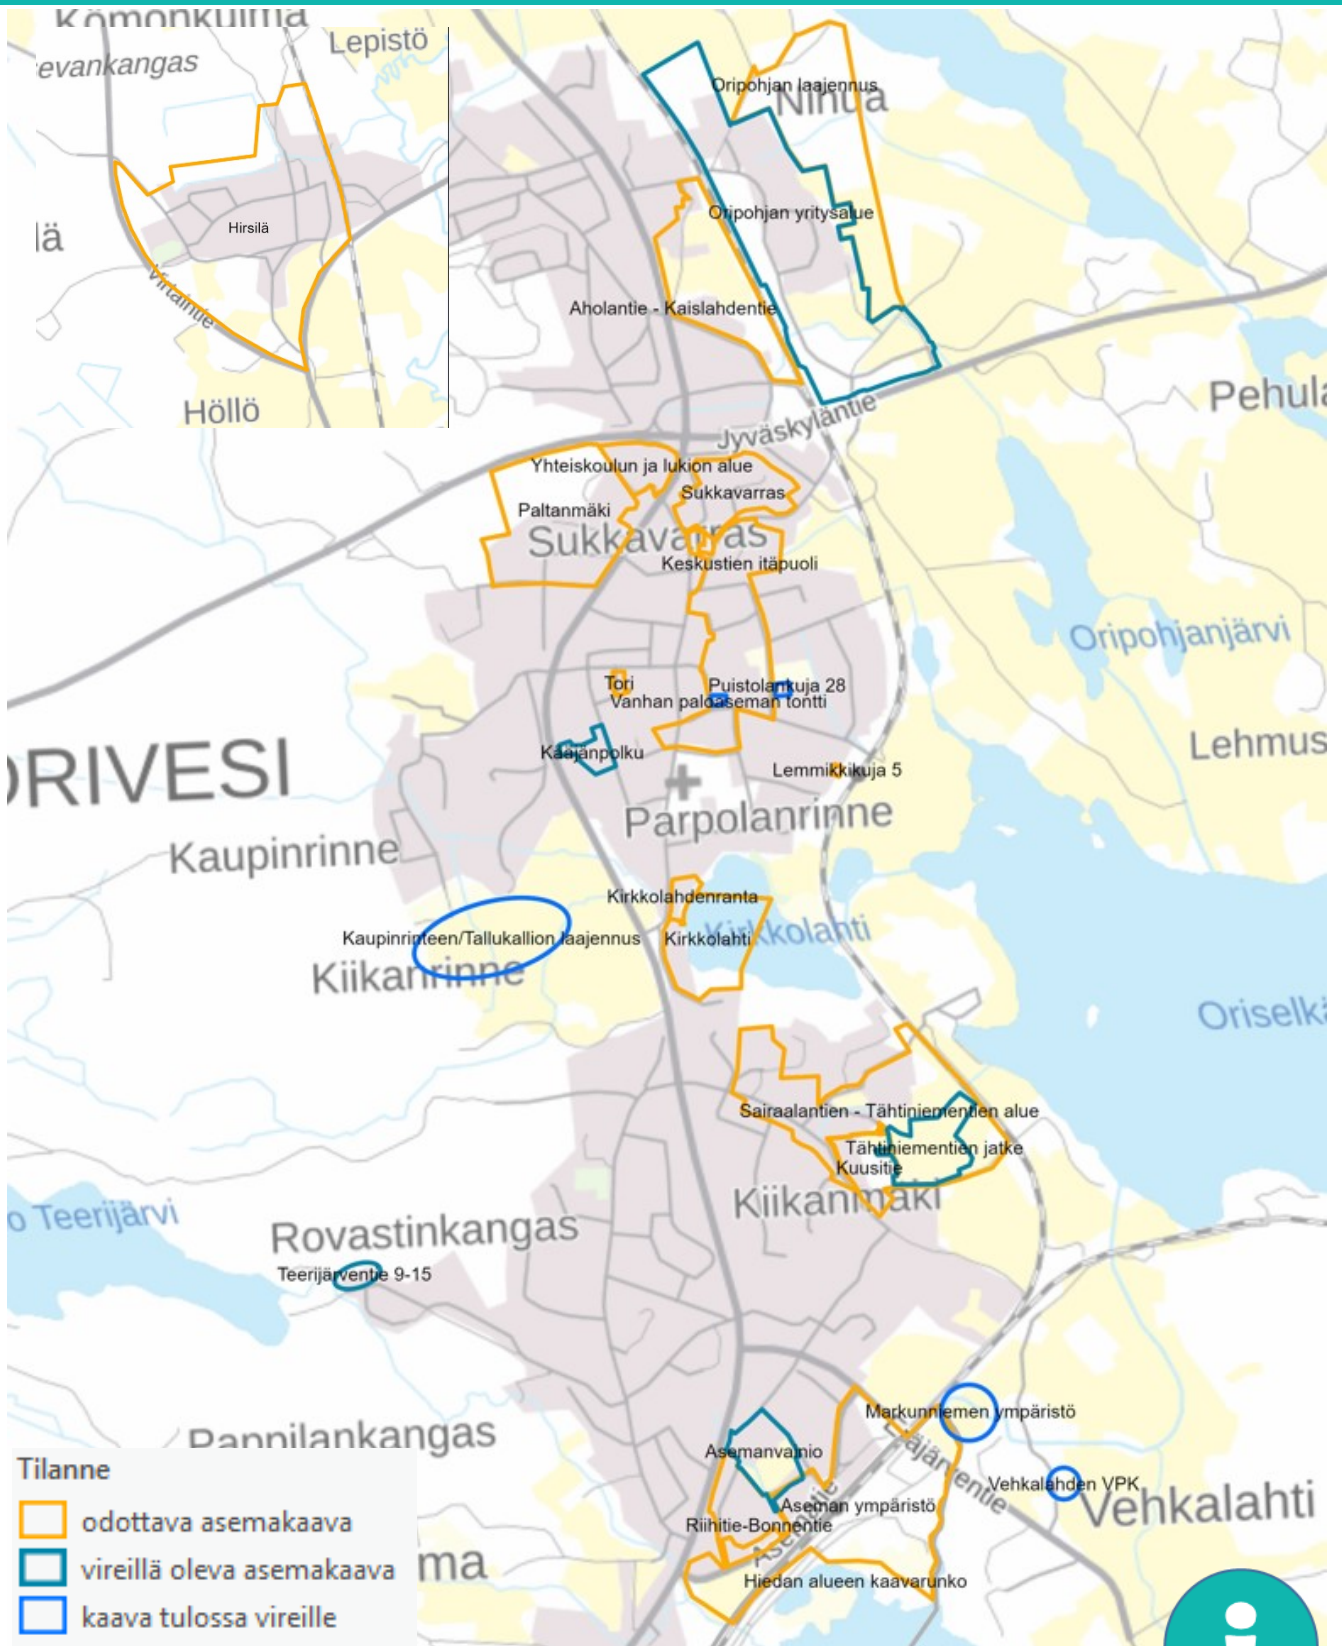 Lepistö
evankangas
Oripohjan laajennus
Nihua
Oripohjan yritysalue
lä
Hirsilä
Virtaintie
Aholantie - Kaislahdentie
Höllö
Pehula
Jyväskyläntie
Yhteiskoulun ja lukion alue
Sukkavarras
Paltanmäki
Sukkavarras
Keskustien itäpuoli
Oripohjanjärvi
Tori
Puistolankuja 28
Vanhan paloaseman tontti
Kääjänpolku
Lehmus
ORIVESI
Lemmikkikuja 5
Parpolanrinne
Kaupinrinne
Kirkkolahdenranta
Kaupinrinteen/Tallukallion laajennus
Kirkkolahti
Kirkkolahti
Kiikanrinne
Oriselkä
Sairaalantien - Tähtiniementien alue
Tähtiniementien jatke
Kuusitie
Kiikanmäki
o Teerijärvi
Rovastinkangas
Teerijärventie 9-15
Markunniemen ympäristö
Pappilankangas
Eräjärventie
Asemanvainio
Vehkalahden VPK
Vehkalahti
Aseman ympäristö
Riihitie-Bonnentie
Asematie
ma
Hiedan alueen kaavarunko
Tilanne
odottava asemakaava
vireillä oleva asemakaava
kaava tulossa vireille